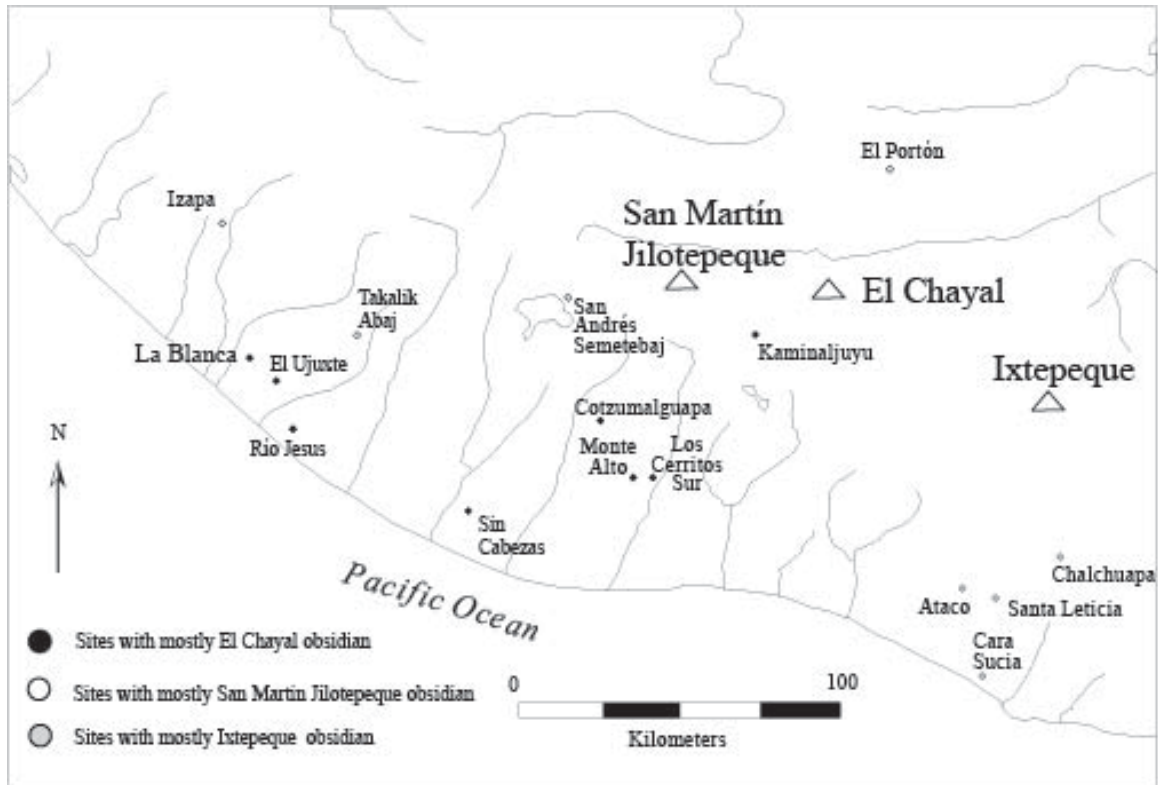 El Portón
Izapa
San Martín
Jilotepeque
El Chayal
Takalik
Abaj
San
Andrés
Semetebaj
La Blanca
El Ujuxte
Kaminaljuyu
Ixtepeque
Cotzumalguapa
Río Jesus
N
Monte
Alto
Los
Cerritos
Sur
Sin
Cabezas
Chalchuapa
Ataco
Santa Leticia
Pacific Ocean
Cara
Sucia
Sites with mostly El Chayal obsidian
Sites with mostly San Martin Jilotepeque obsidian
Sites with mostly Ixtepeque obsidian
0 100
Kilometers